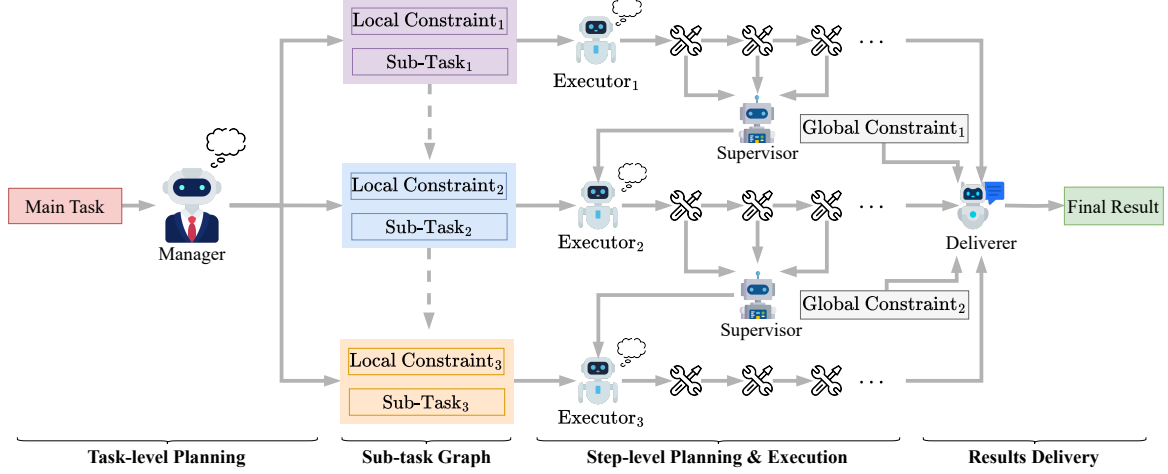 Main Task
Manager
Local Constraint₁
Sub-Task₁
Local Constraint₂
Sub-Task₂
Local Constraint₃
Sub-Task₃
Executor₁
...
Supervisor
Global Constraint₁
Executor₂
...
Supervisor
Global Constraint₂
Executor₃
...
Deliverer
Final Result
Task-level Planning
Sub-task Graph
Step-level Planning & Execution
Results Delivery